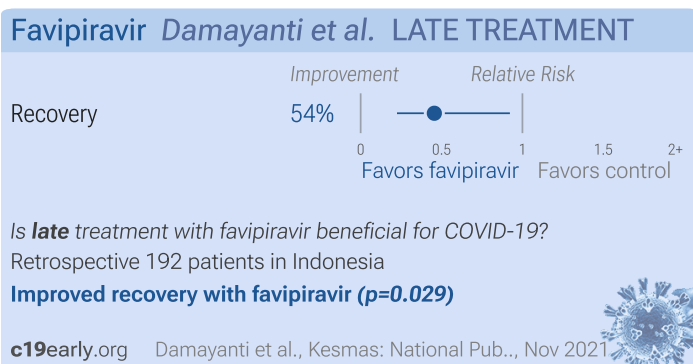 Favipiravir Damayanti et al. LATE TREATMENT
Improvement Relative Risk
Recovery 54%
0 0.5 1 1.5 2+
Favors favipiravir Favors control
Is late treatment with favipiravir beneficial for COVID-19?
Retrospective 192 patients in Indonesia
Improved recovery with favipiravir (p=0.029)
c19early.org Damayanti et al., Kesmas: National Pub.., Nov 2021